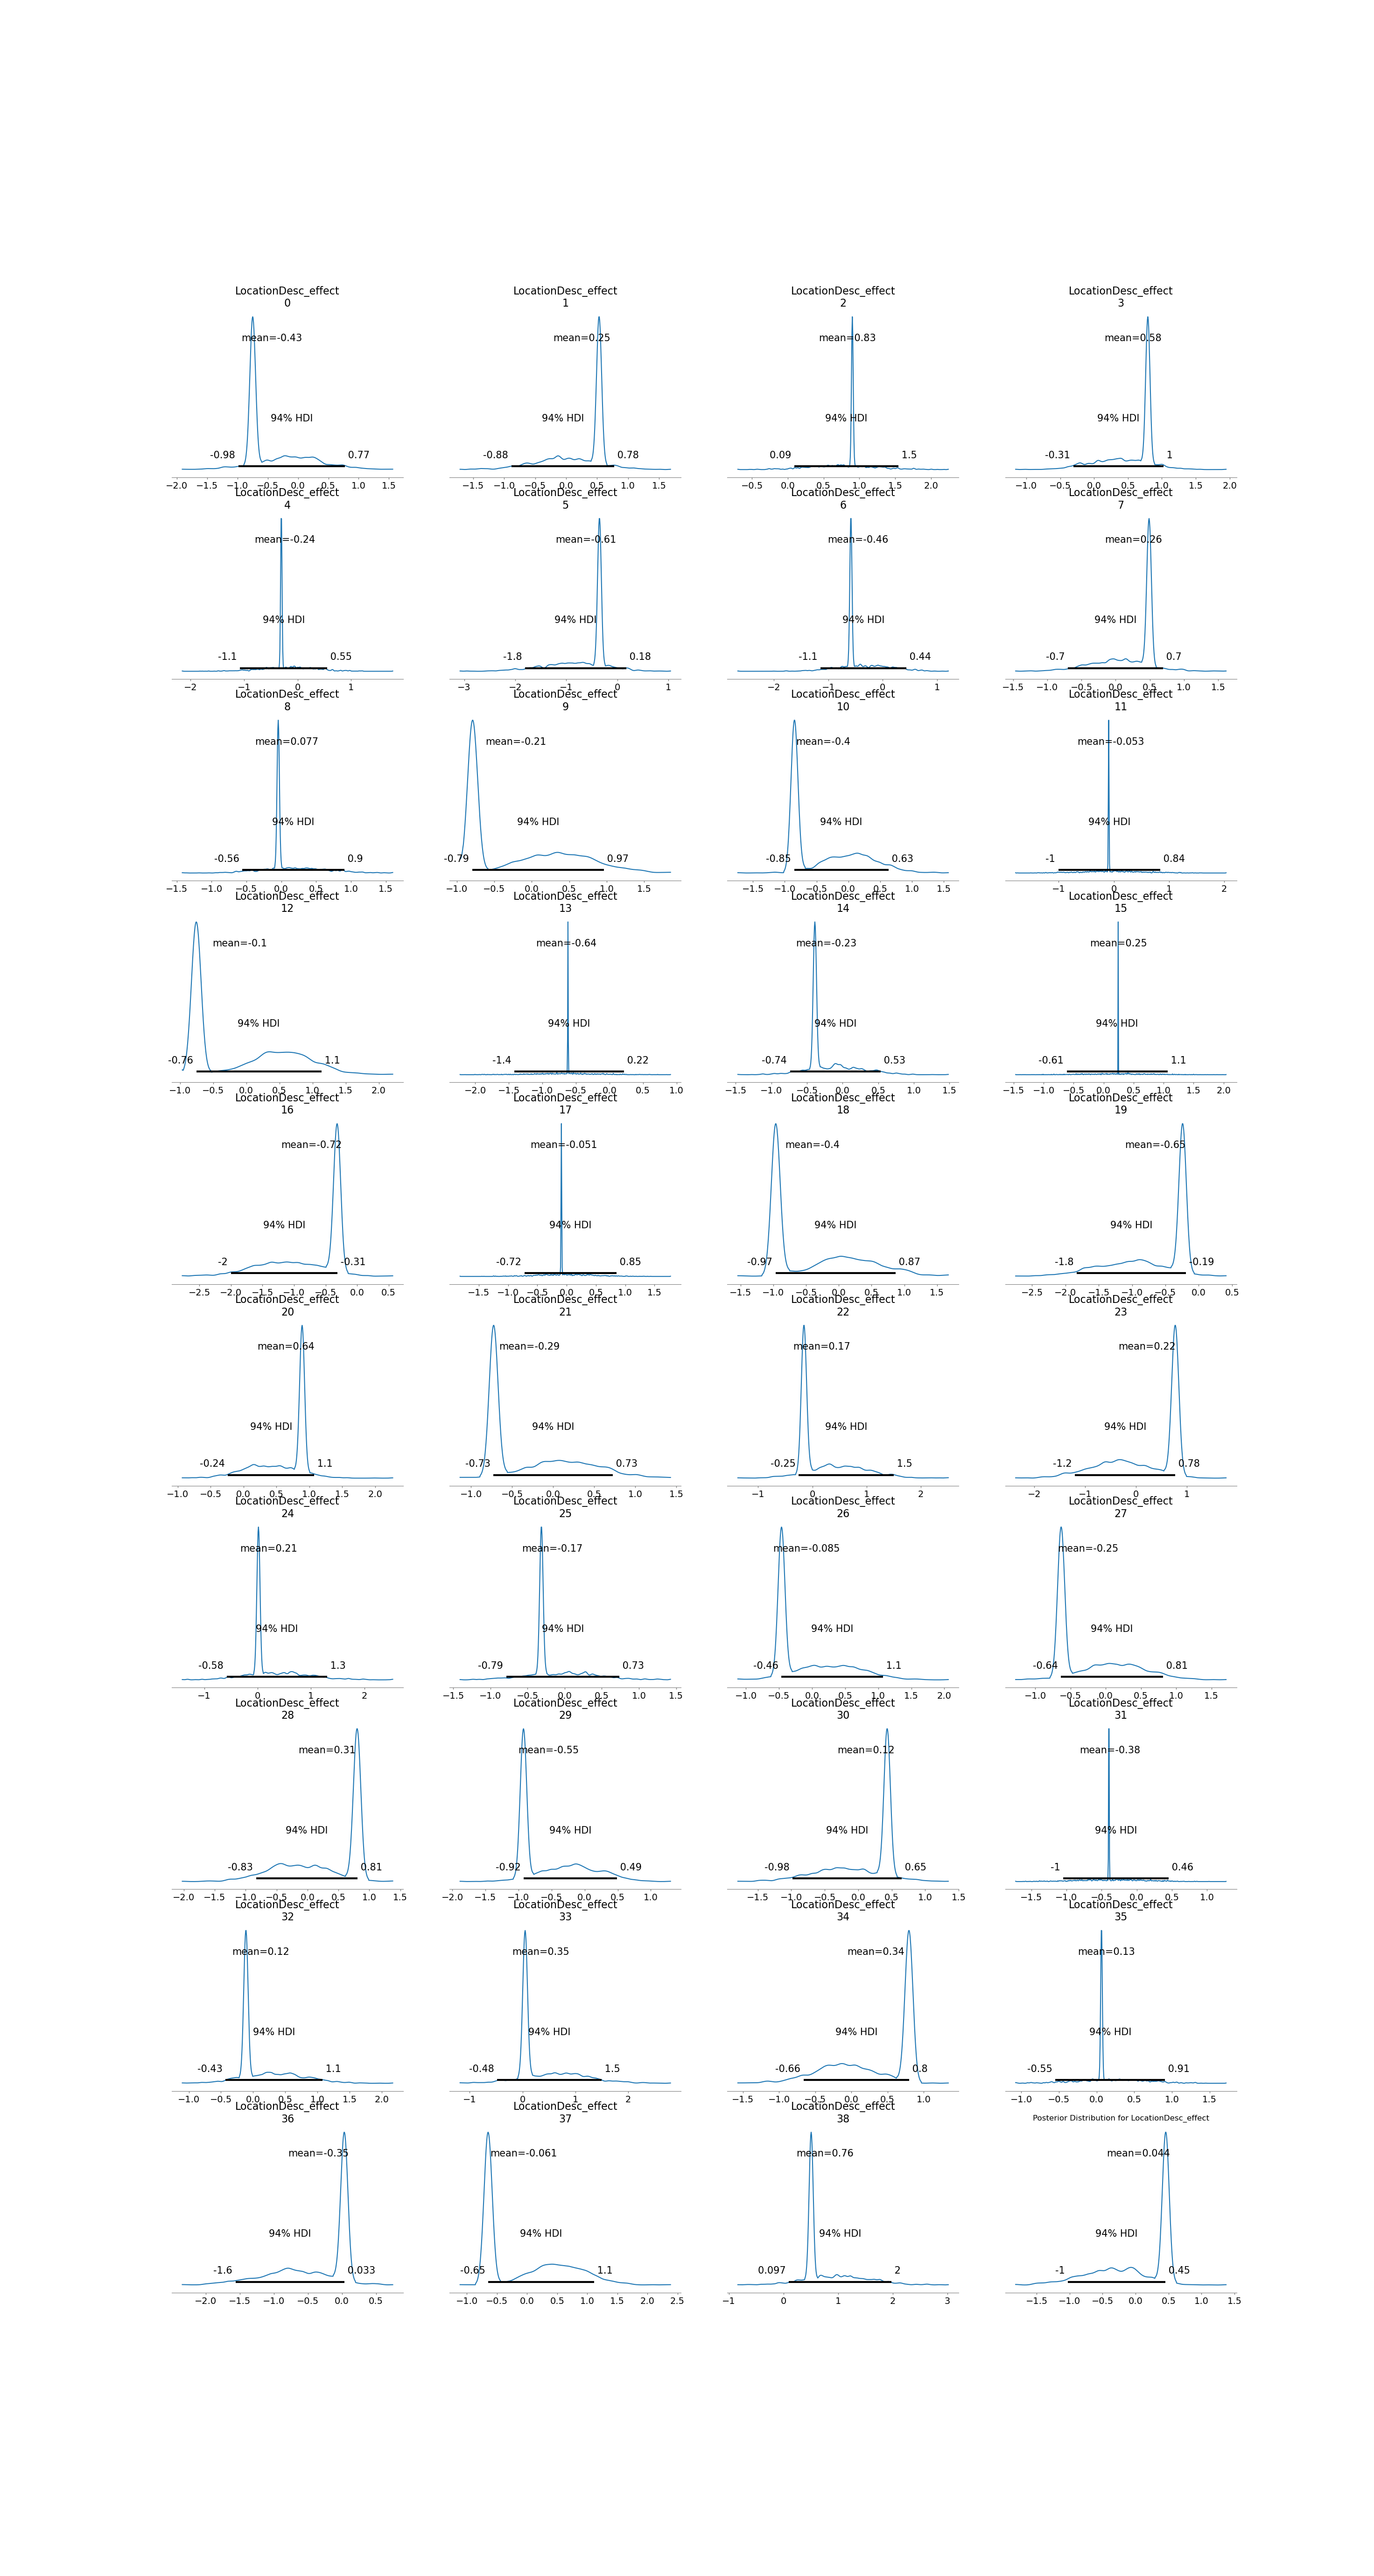 LocationDesc_effect
0
mean=-0.43
94% HDI
-0.98 0.77
−2.0 −1.5 −1.0 −0.5 0.0 0.5 1.0 1.5
LocationDesc_effect
1
mean=0.25
94% HDI
-0.88 0.78
−1.5 −1.0 −0.5 0.0 0.5 1.0 1.5
LocationDesc_effect
2
mean=0.83
94% HDI
0.09 1.5
−0.5 0.0 0.5 1.0 1.5 2.0
LocationDesc_effect
3
mean=0.58
94% HDI
-0.31 1
−1.0 −0.5 0.0 0.5 1.0 1.5 2.0
LocationDesc_effect
4
mean=-0.24
94% HDI
-1.1 0.55
−2 −1 0 1
LocationDesc_effect
5
mean=-0.61
94% HDI
-1.8 0.18
−3 −2 −1 0 1
LocationDesc_effect
6
mean=-0.46
94% HDI
-1.1 0.44
−2 −1 0 1
LocationDesc_effect
7
mean=0.26
94% HDI
-0.7 0.7
−1.5 −1.0 −0.5 0.0 0.5 1.0 1.5
LocationDesc_effect
8
mean=0.077
94% HDI
-0.56 0.9
−1.5 −1.0 −0.5 0.0 0.5 1.0 1.5
LocationDesc_effect
9
mean=-0.21
94% HDI
-0.79 0.97
−1.0 −0.5 0.0 0.5 1.0 1.5
LocationDesc_effect
10
mean=-0.4
94% HDI
-0.85 0.63
−1.5 −1.0 −0.5 0.0 0.5 1.0 1.5
LocationDesc_effect
11
mean=-0.053
94% HDI
-1 0.84
−1 0 1 2
LocationDesc_effect
12
mean=-0.1
94% HDI
-0.76 1.1
−1.0 −0.5 0.0 0.5 1.0 1.5 2.0
LocationDesc_effect
13
mean=-0.64
94% HDI
-1.4 0.22
−2.0 −1.5 −1.0 −0.5 0.0 0.5 1.0
LocationDesc_effect
14
mean=-0.23
94% HDI
-0.74 0.53
−1.5 −1.0 −0.5 0.0 0.5 1.0 1.5
LocationDesc_effect
15
mean=0.25
94% HDI
-0.61 1.1
−1.5 −1.0 −0.5 0.0 0.5 1.0 1.5 2.0
LocationDesc_effect
16
mean=-0.72
94% HDI
-2 -0.31
−2.5 −2.0 −1.5 −1.0 −0.5 0.0 0.5
LocationDesc_effect
17
mean=-0.051
94% HDI
-0.72 0.85
−1.5 −1.0 −0.5 0.0 0.5 1.0 1.5
LocationDesc_effect
18
mean=-0.4
94% HDI
-0.97 0.87
−1.5 −1.0 −0.5 0.0 0.5 1.0 1.5
LocationDesc_effect
19
mean=-0.65
94% HDI
-1.8 -0.19
−2.5 −2.0 −1.5 −1.0 −0.5 0.0 0.5
LocationDesc_effect
20
mean=0.64
94% HDI
-0.24 1.1
−1.0 −0.5 0.0 0.5 1.0 1.5 2.0
LocationDesc_effect
21
mean=-0.29
94% HDI
-0.73 0.73
−1.0 −0.5 0.0 0.5 1.0 1.5
LocationDesc_effect
22
mean=0.17
94% HDI
-0.25 1.5
−1 0 1 2
LocationDesc_effect
23
mean=0.22
94% HDI
-1.2 0.78
−2 −1 0 1
LocationDesc_effect
24
mean=0.21
94% HDI
-0.58 1.3
−1 0 1 2
LocationDesc_effect
25
mean=-0.17
94% HDI
-0.79 0.73
−1.5 −1.0 −0.5 0.0 0.5 1.0 1.5
LocationDesc_effect
26
mean=-0.085
94% HDI
-0.46 1.1
−1.0 −0.5 0.0 0.5 1.0 1.5 2.0
LocationDesc_effect
27
mean=-0.25
94% HDI
-0.64 0.81
−1.0 −0.5 0.0 0.5 1.0 1.5
LocationDesc_effect
28
mean=0.31
94% HDI
-0.83 0.81
−2.0 −1.5 −1.0 −0.5 0.0 0.5 1.0 1.5
LocationDesc_effect
29
mean=-0.55
94% HDI
-0.92 0.49
−2.0 −1.5 −1.0 −0.5 0.0 0.5 1.0
LocationDesc_effect
30
mean=0.12
94% HDI
-0.98 0.65
−1.5 −1.0 −0.5 0.0 0.5 1.0 1.5
LocationDesc_effect
31
mean=-0.38
94% HDI
-1 0.46
−1.5 −1.0 −0.5 0.0 0.5 1.0
LocationDesc_effect
32
mean=0.12
94% HDI
-0.43 1.1
−1.0 −0.5 0.0 0.5 1.0 1.5 2.0
LocationDesc_effect
33
mean=0.35
94% HDI
-0.48 1.5
−1 0 1 2
LocationDesc_effect
34
mean=0.34
94% HDI
-0.66 0.8
−1.5 −1.0 −0.5 0.0 0.5 1.0
LocationDesc_effect
35
mean=0.13
94% HDI
-0.55 0.91
−1.0 −0.5 0.0 0.5 1.0 1.5
LocationDesc_effect
36
mean=-0.35
94% HDI
-1.6 0.033
−2.0 −1.5 −1.0 −0.5 0.0 0.5
LocationDesc_effect
37
mean=-0.061
94% HDI
-0.65 1.1
−1.0 −0.5 0.0 0.5 1.0 1.5 2.0 2.5
LocationDesc_effect
38
mean=0.76
94% HDI
0.097 2
−1 0 1 2 3
Posterior Distribution for LocationDesc_effect
mean=0.044
94% HDI
-1 0.45
−1.5 −1.0 −0.5 0.0 0.5 1.0 1.5